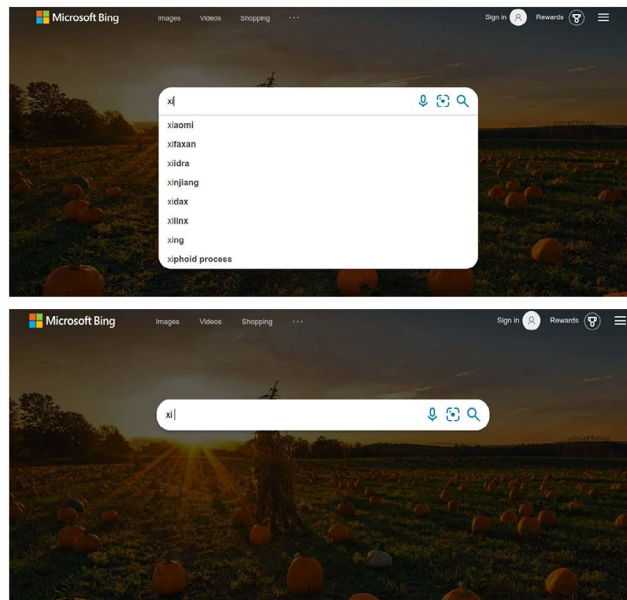 Microsoft Bing Images Videos Shopping ··· Sign in Rewards
xi
xiaomi
xifaxan
xiidra
xinjiang
xidax
xilinx
xing
xiphoid process
Microsoft Bing Images Videos Shopping ··· Sign in Rewards
xi